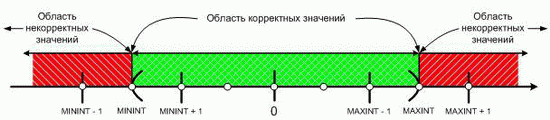 Область некорректных значений
Область корректных значений
Область некорректных значений
MININT - 1
MININT
MININT + 1
0
MAXINT - 1
MAXINT
MAXINT + 1